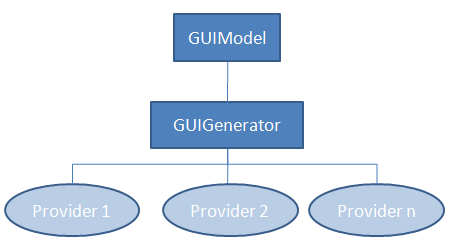 GUIModel
GUIGenerator
Provider 1
Provider 2
Provider n